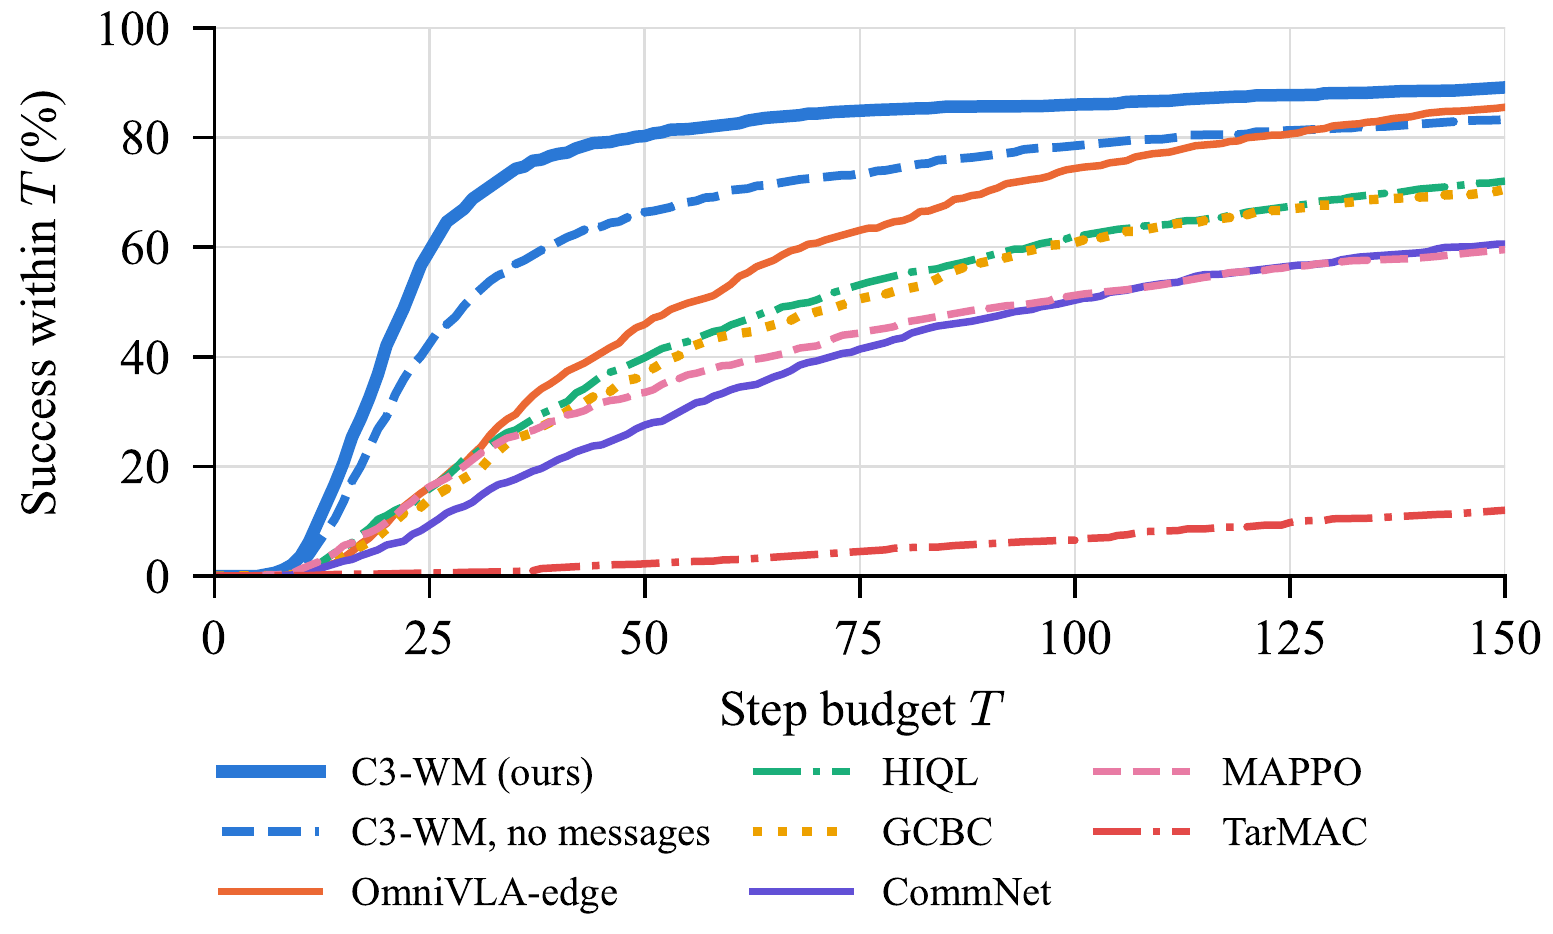 100
80
60
40
20
0
Success within T (%)
0 25 50 75 100 125 150
Step budget T
C3-WM (ours) HIQL MAPPO
C3-WM, no messages GCBC TarMAC
OmniVLA-edge CommNet